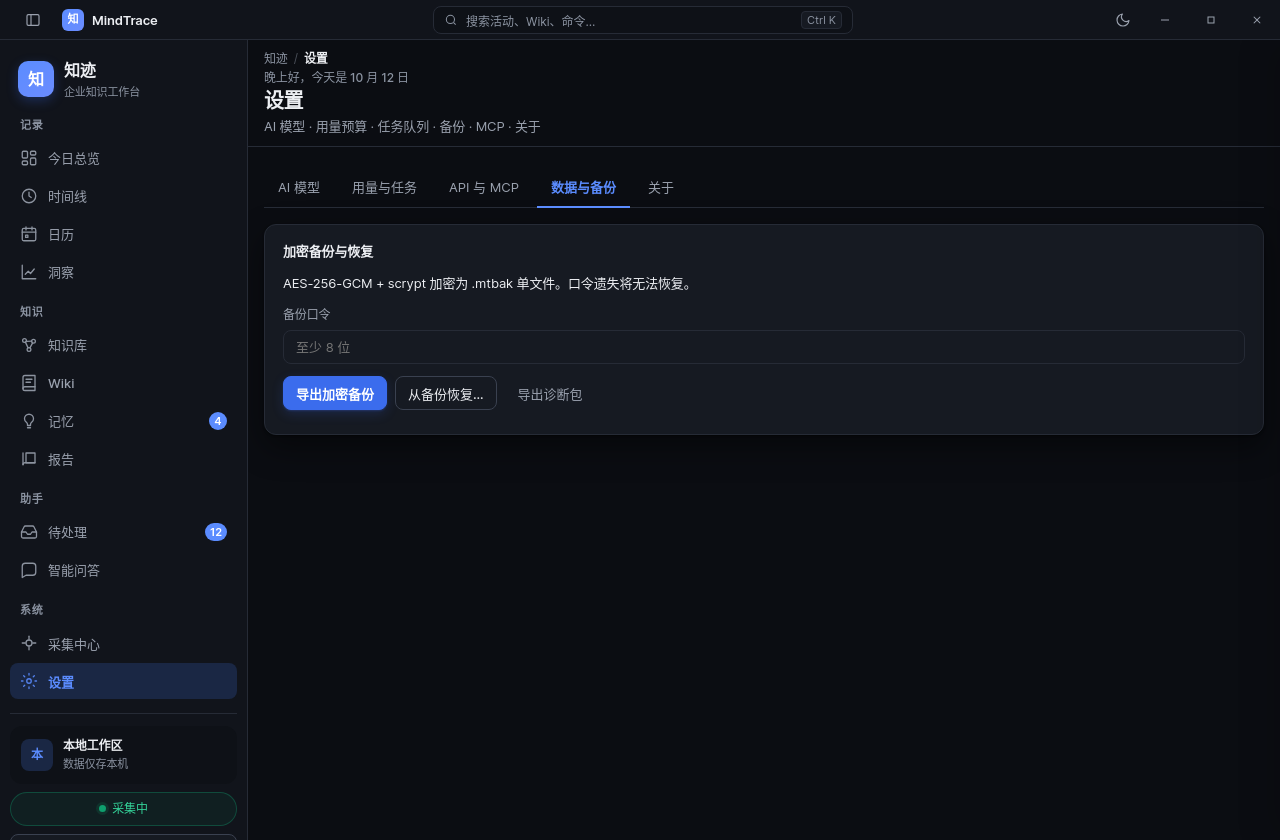 知 MindTrace
搜索活动、Wiki、命令... Ctrl K
知
知迹
企业知识工作台
记录
今日总览
时间线
日历
洞察
知识
知识库
Wiki
记忆 4
报告
助手
待处理 12
智能问答
系统
采集中心
设置
本
本地工作区
数据仅存本机
采集中
知迹 / 设置
晚上好，今天是 10 月 12 日
设置
AI 模型 · 用量预算 · 任务队列 · 备份 · MCP · 关于
AI 模型 用量与任务 API 与 MCP 数据与备份 关于
加密备份与恢复
AES-256-GCM + scrypt 加密为 .mtbak 单文件。口令遗失将无法恢复。
备份口令
至少 8 位
导出加密备份 从备份恢复... 导出诊断包